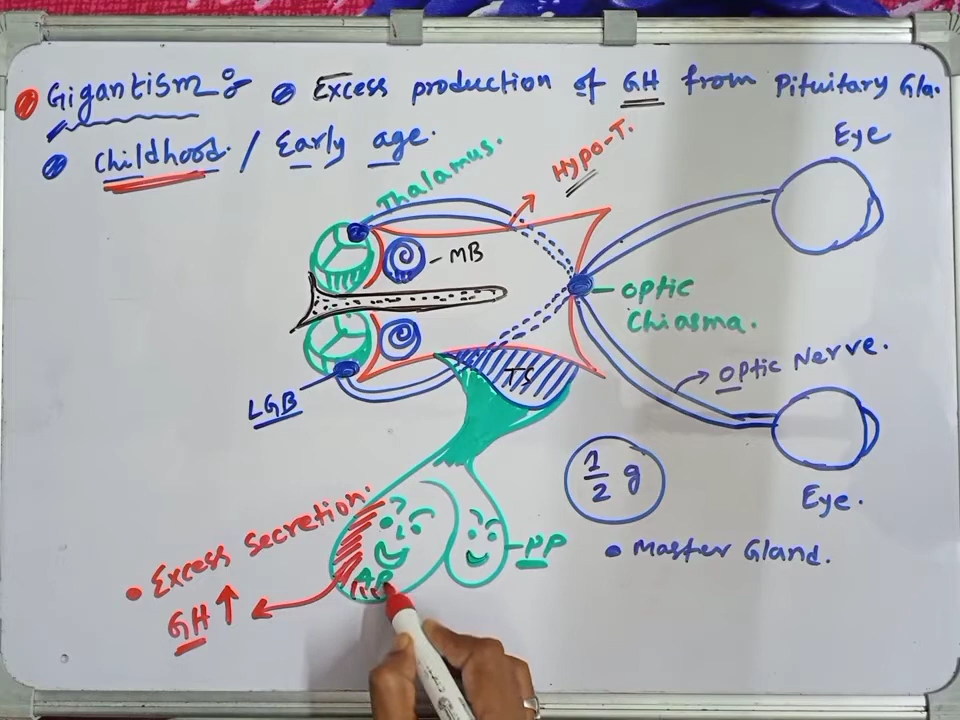 Gigantism: Excess production of GH from Pituitary Gla.
Childhood. / Early age.
Thalamus.
Hypo-T.
Eye
MB
Optic
Chiasma.
Optic Nerve.
TS
LGB
1/2 g
Eye.
Excess secretion.
GH ↑
AP
PP
Master Gland.